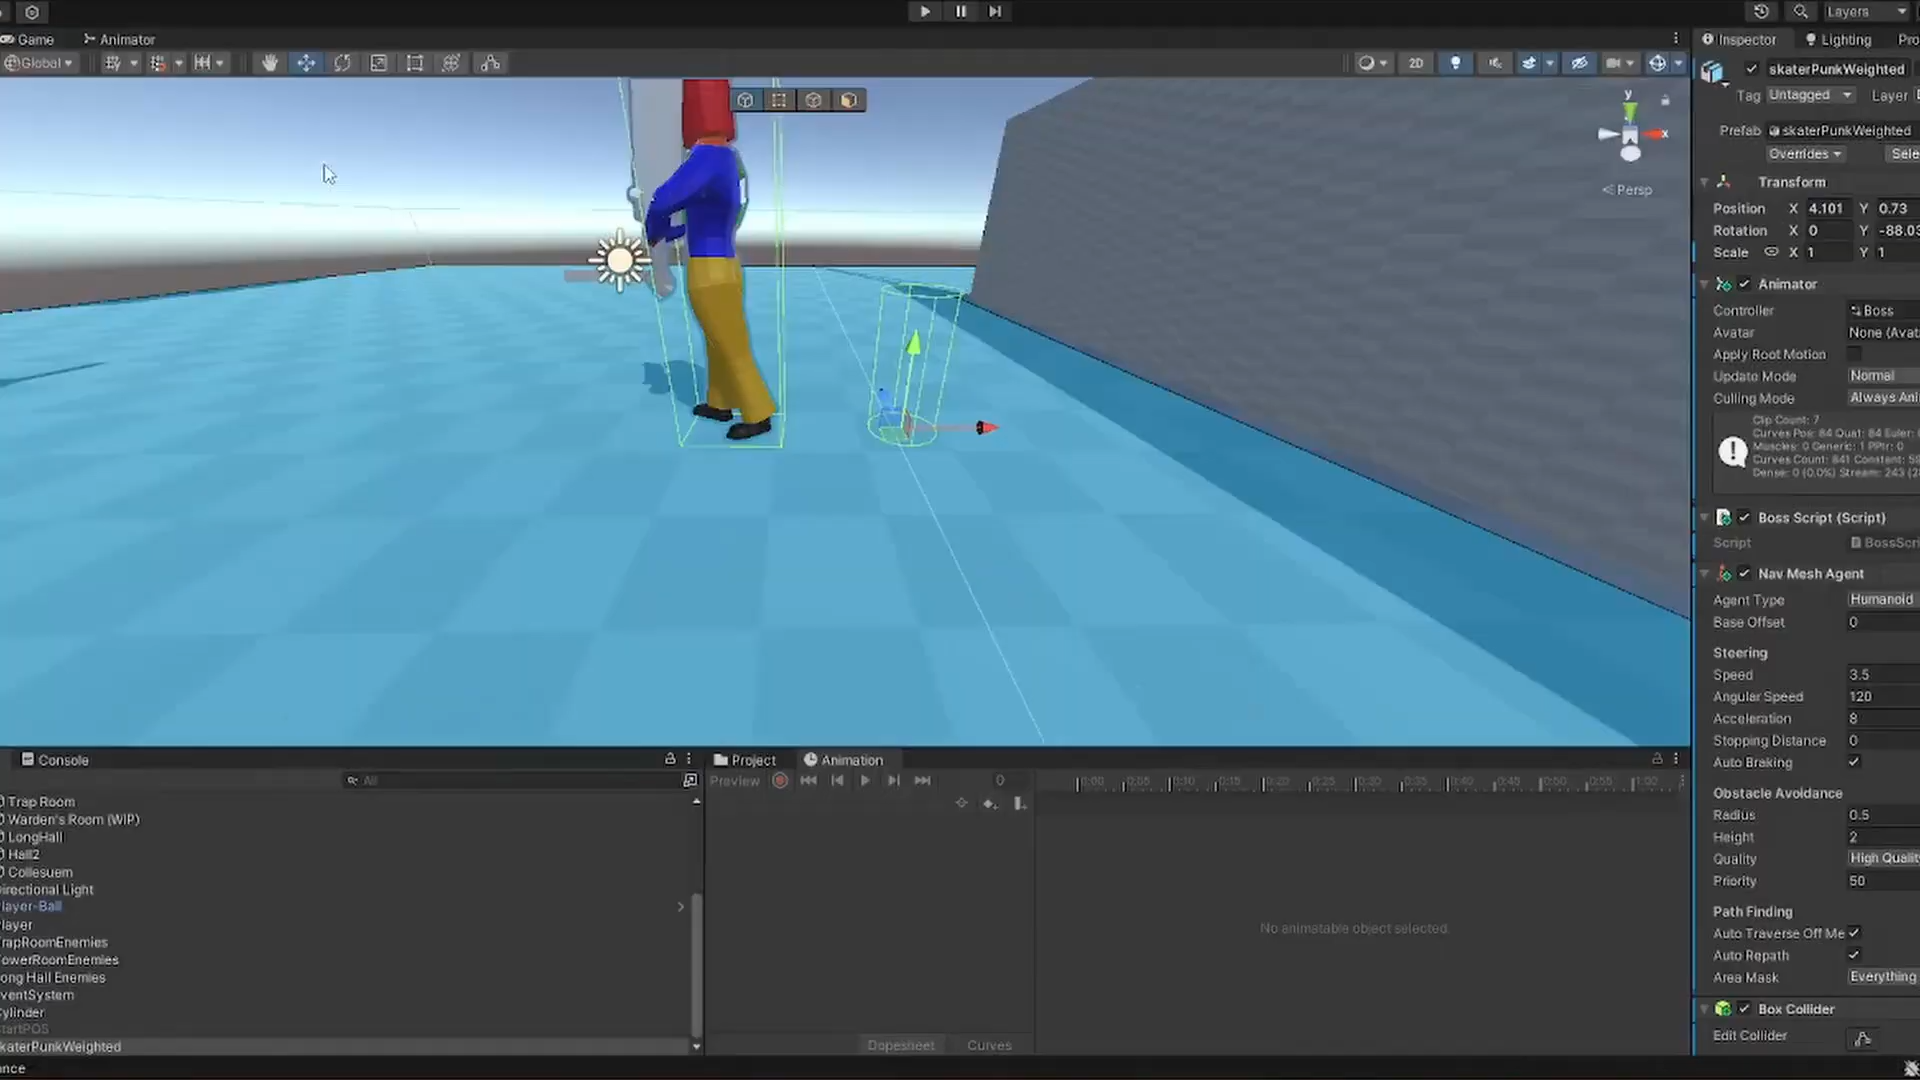 Layers
Game
Animator
Inspector
Lighting
Pro
Global
2D
skaterPunkWeighted
Tag Untagged
Layer
Prefab skaterPunkWeighted
Overrides
Sele
y
x
< Persp
Transform
Position X 4.101 Y 0.73
Rotation X 0 Y -88.03
Scale X 1 Y 1
Animator
Controller Boss
Avatar None (Avat
Apply Root Motion
Update Mode Normal
Culling Mode Always Ani
Clip Count: 7
Curves Pos: 84 Quat: 84 Euler:
Muscles: 0 Generic: 1 PPtr: 0
Curves Count: 841 Constant: 59
Dense: 0 (0.0%) Stream: 243 (2
Boss Script (Script)
Script BossScri
Nav Mesh Agent
Agent Type Humanoid
Base Offset 0
Steering
Speed 3.5
Angular Speed 120
Acceleration 8
Stopping Distance 0
Auto Braking
Obstacle Avoidance
Radius 0.5
Height 2
Quality High Quality
Priority 50
Path Finding
Auto Traverse Off Me
Auto Repath
Area Mask Everything
Box Collider
Edit Collider
Console
All
Trap Room
Warden's Room (WIP)
LongHall
Hall2
Collesuem
irectional Light
layer-Ball
layer
rapRoomEnemies
owerRoomEnemies
ong Hall Enemies
ventSystem
ylinder
tartPOS
katerPunkWeighted
nce
Project
Animation
Preview
0
0:00 0:05 0:10 0:15 0:20 0:25 0:30 0:35 0:40 0:45 0:50 0:55 1:00
No animatable object selected.
Dopesheet
Curves